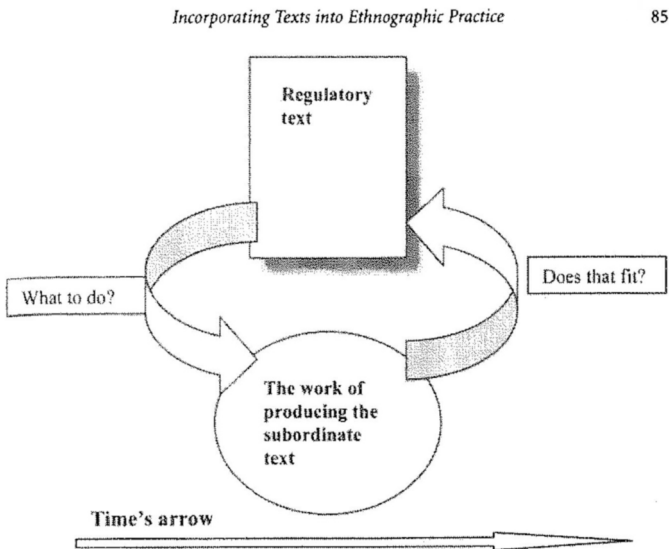 Incorporating Texts into Ethnographic Practice 85
Regulatory
text
What to do?
Does that fit?
The work of
producing the
subordinate
text
Time's arrow